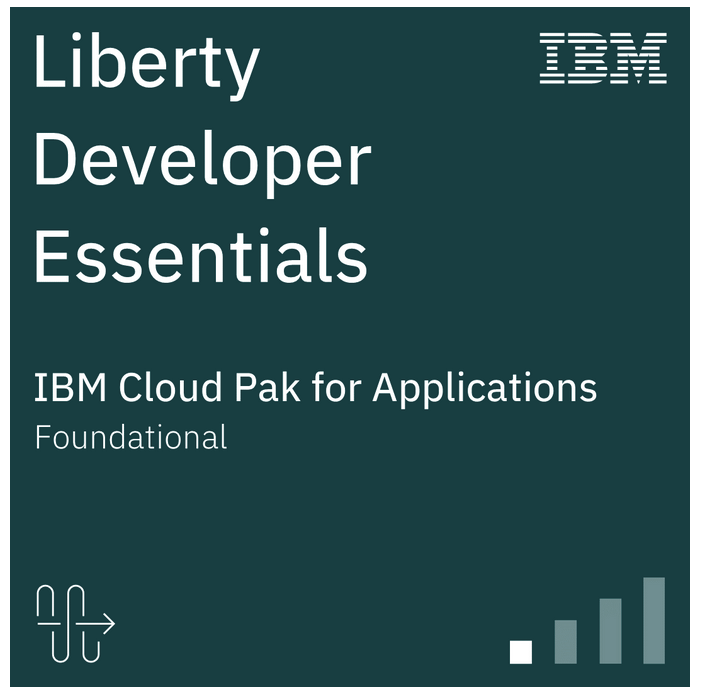 Liberty
IBM
Developer
Essentials
IBM Cloud Pak for Applications
Foundational